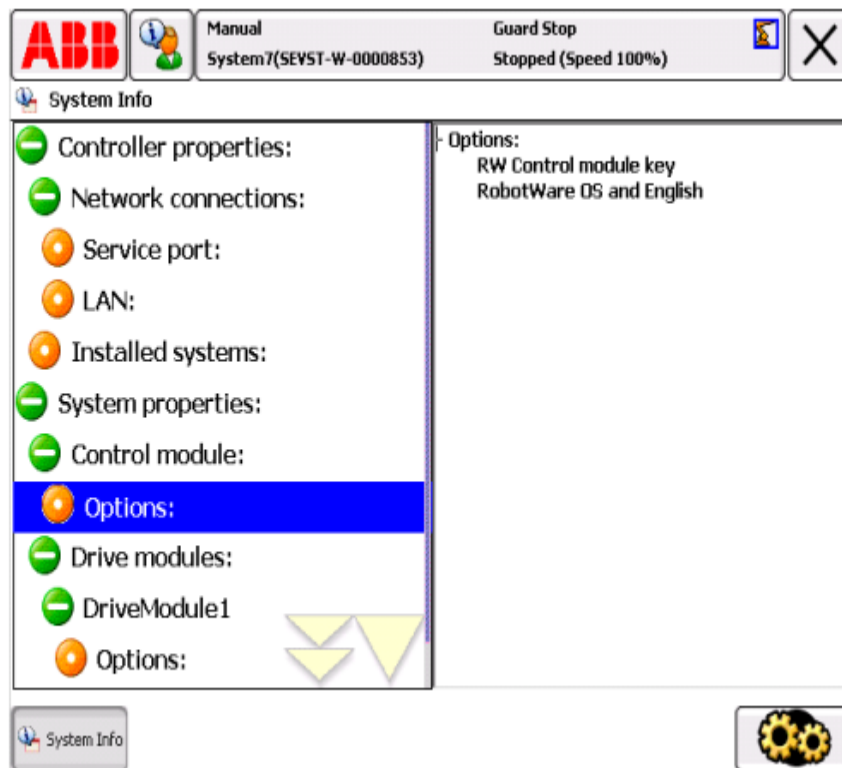 ABB
Manual
System7(SEVST-W-0000853)
Guard Stop
Stopped (Speed 100%)
System Info
Controller properties:
Network connections:
Service port:
LAN:
Installed systems:
System properties:
Control module:
Options:
Drive modules:
DriveModule1
Options:
Options:
RW Control module key
RobotWare OS and English
System Info